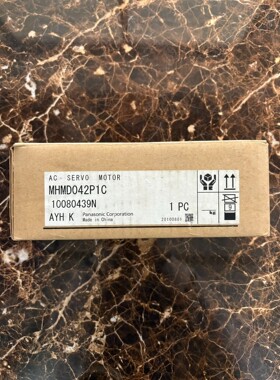 AC- SERVO MOTOR
MHMD042P1C
10080439N
1 PC
AYH K
Panasonic Corporation
Made in China